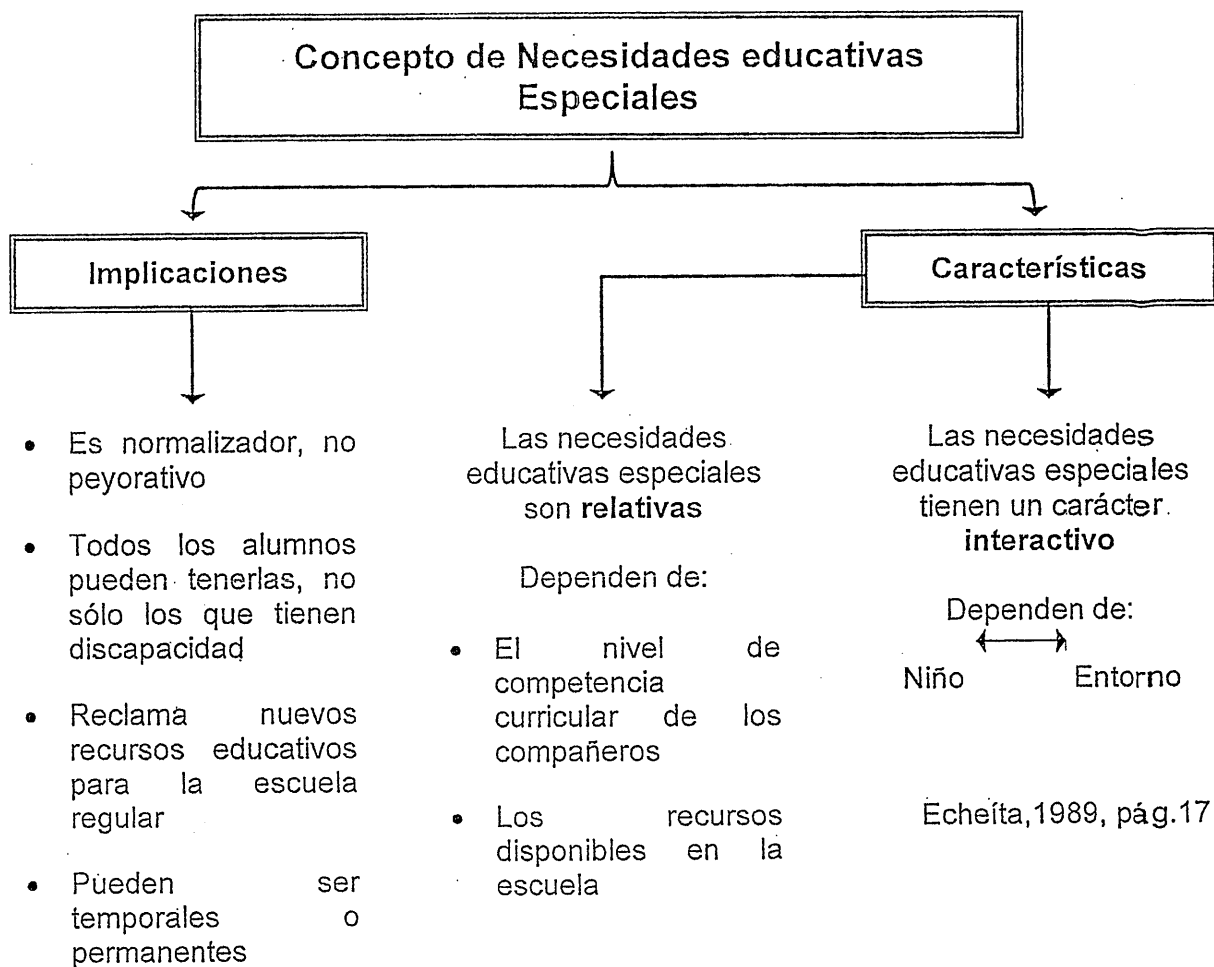 Concepto de Necesidades educativas
Especiales
Implicaciones
Características
• Es normalizador, no
peyorativo
• Todos los alumnos
pueden tenerlas, no
sólo los que tienen
discapacidad
• Reclama nuevos
recursos educativos
para la escuela
regular
• Pueden ser
temporales o
permanentes
Las necesidades
educativas especiales
son relativas
Dependen de:
• El nivel de
competencia
curricular de los
compañeros
• Los recursos
disponibles en la
escuela
Las necesidades
educativas especiales
tienen un carácter
interactivo
Dependen de:
Niño Entorno
Echeíta,1989, pág.17